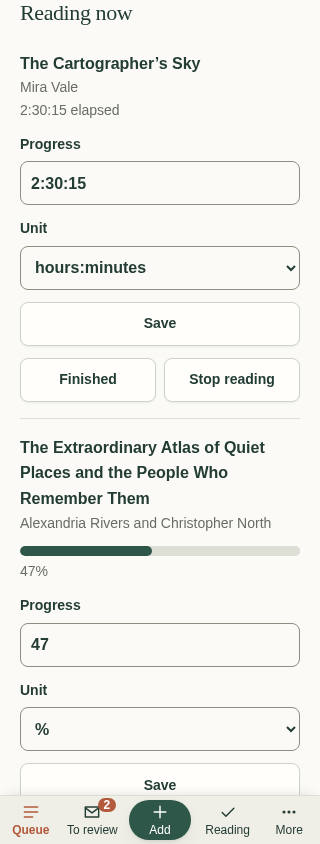 Reading now
The Cartographer’s Sky
Mira Vale
2:30:15 elapsed
Progress
2:30:15
Unit
hours:minutes
Save
Finished
Stop reading
The Extraordinary Atlas of Quiet
Places and the People Who
Remember Them
Alexandria Rivers and Christopher North
47%
Progress
47
Unit
%
Save
2
Queue
To review
Add
Reading
More